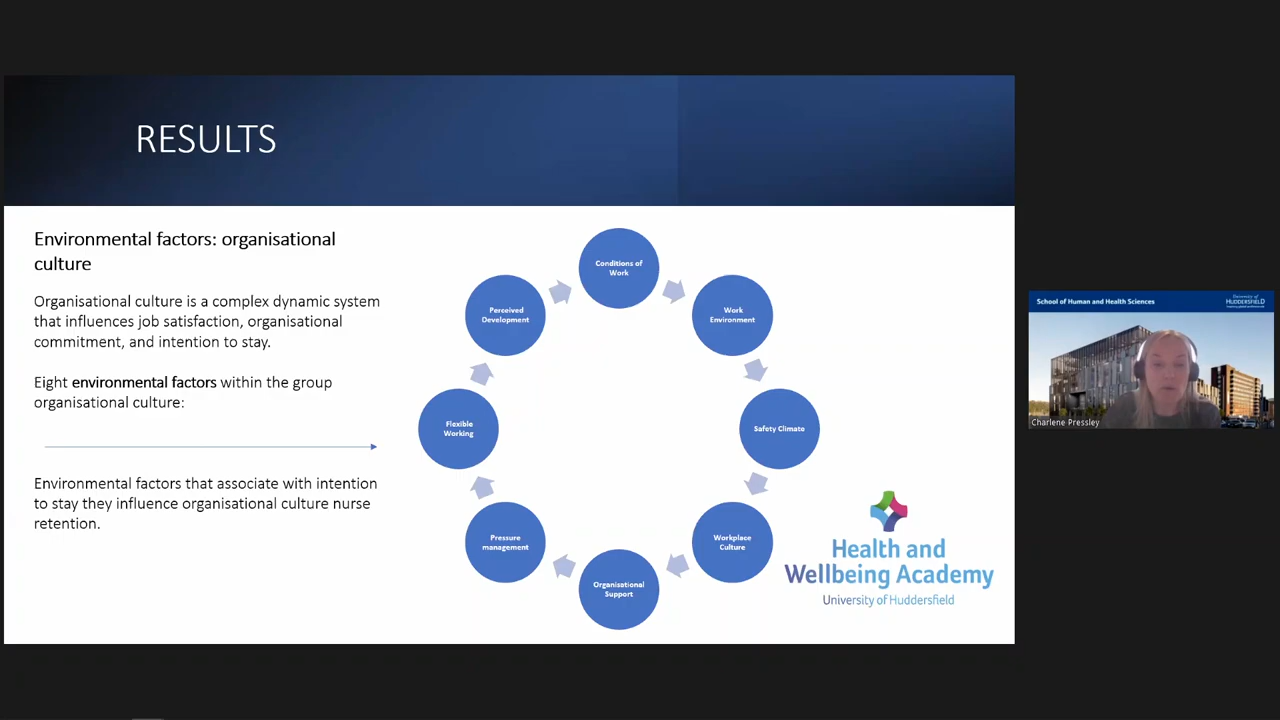 RESULTS
Environmental factors: organisational
culture
Organisational culture is a complex dynamic system
that influences job satisfaction, organisational
commitment, and intention to stay.
Eight environmental factors within the group
organisational culture:
Environmental factors that associate with intention
to stay they influence organisational culture nurse
retention.
Conditions of
Work
Work
Environment
Safety Climate
Workplace
Culture
Organisational
Support
Pressure
management
Flexible
Working
Perceived
Development
Health and
Wellbeing Academy
University of Huddersfield
School of Human and Health Sciences
University of
HUDDERSFIELD
Charlene Pressley